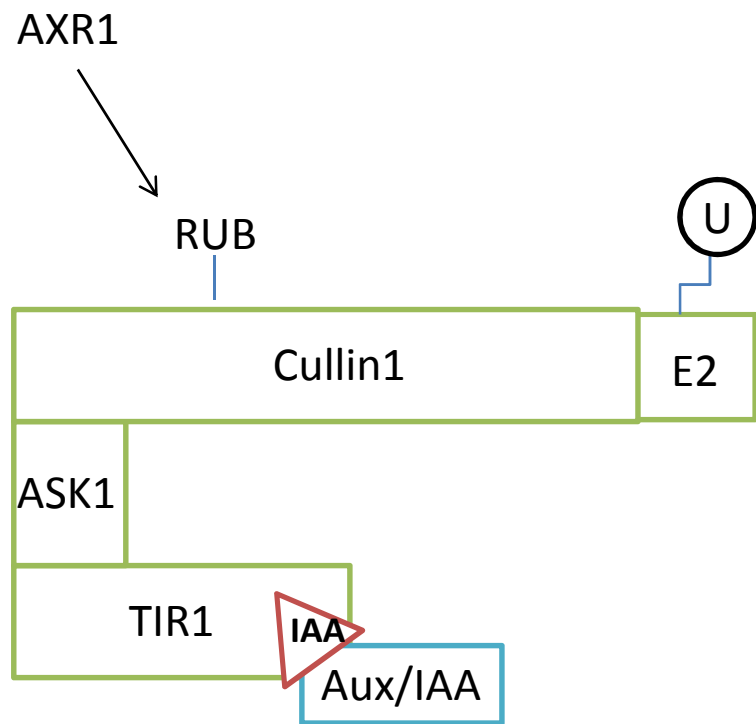 AXR1
RUB
U
Cullin1
E2
ASK1
TIR1
IAA
Aux/IAA